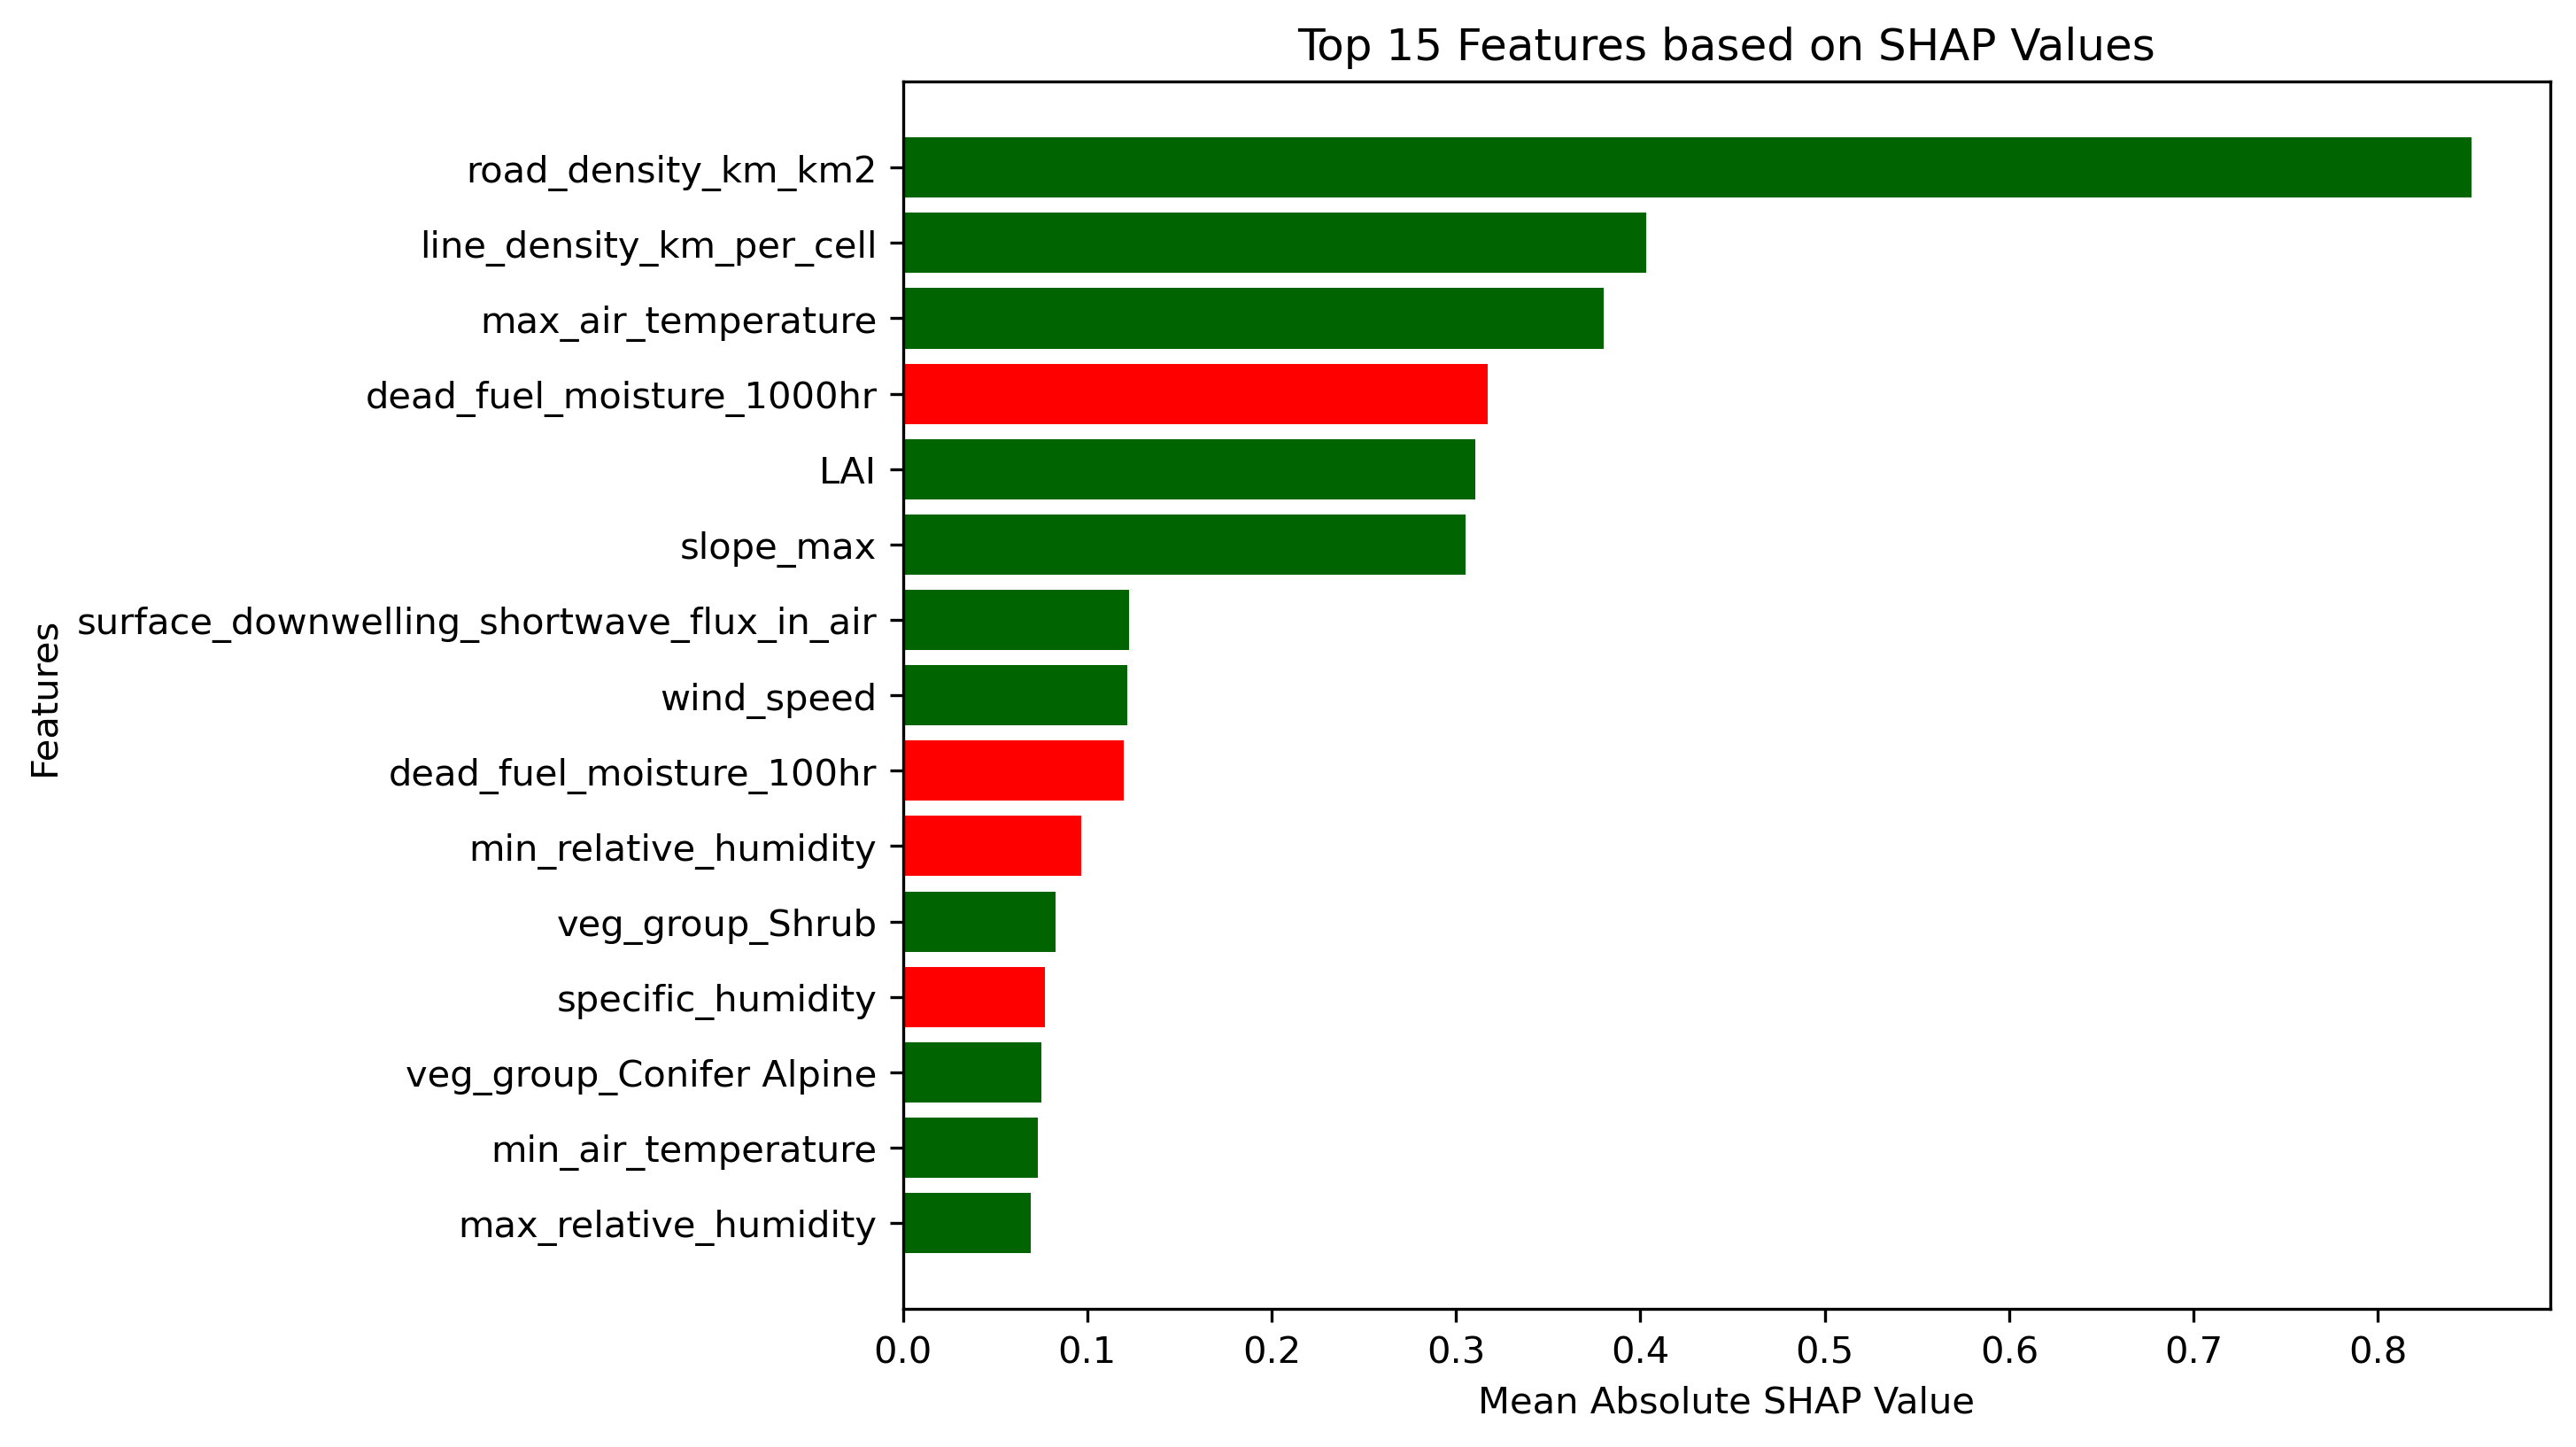 Top 15 Features based on SHAP Values
Features
road_density_km_km2
line_density_km_per_cell
max_air_temperature
dead_fuel_moisture_1000hr
LAI
slope_max
surface_downwelling_shortwave_flux_in_air
wind_speed
dead_fuel_moisture_100hr
min_relative_humidity
veg_group_Shrub
specific_humidity
veg_group_Conifer Alpine
min_air_temperature
max_relative_humidity
0.0 0.1 0.2 0.3 0.4 0.5 0.6 0.7 0.8
Mean Absolute SHAP Value